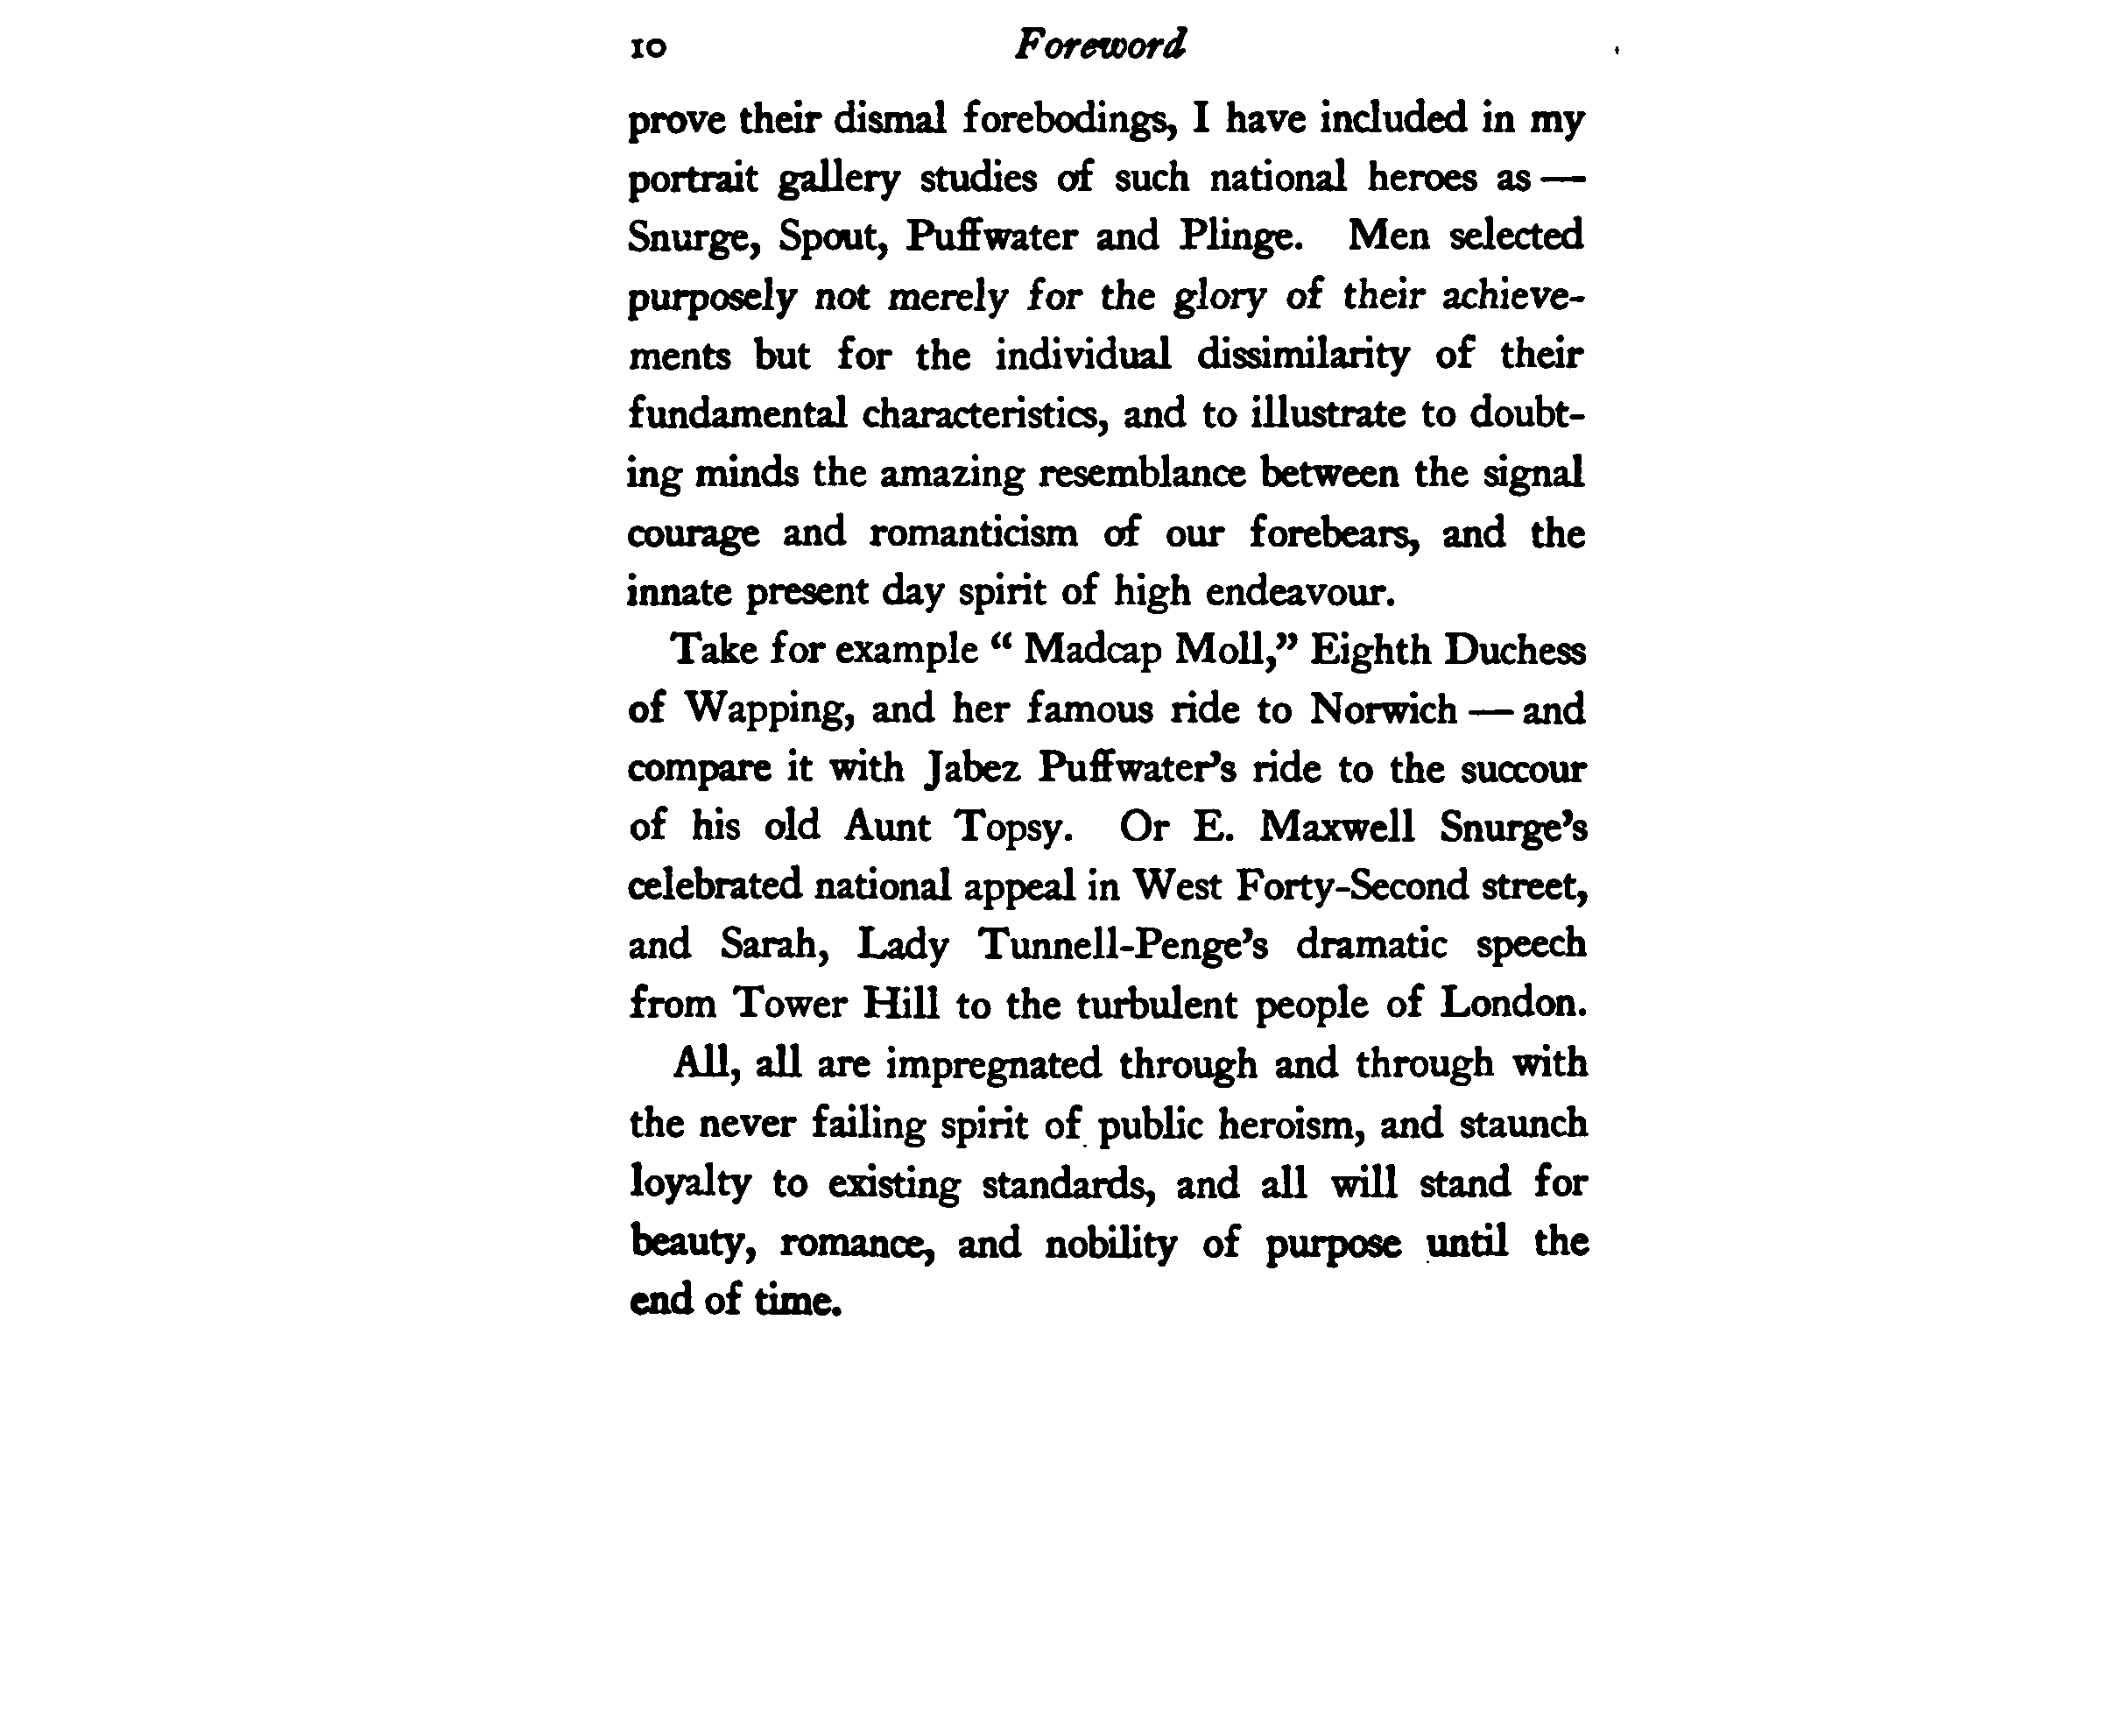 10 Foreword
prove their dismal forebodings, I have included in my
portrait gallery studies of such national heroes as —
Snurge, Spout, Puffwater and Plinge. Men selected
purposely not merely for the glory of their achieve-
ments but for the individual dissimilarity of their
fundamental characteristics, and to illustrate to doubt-
ing minds the amazing resemblance between the signal
courage and romanticism of our forebears, and the
innate present day spirit of high endeavour.
Take for example “ Madcap Moll,” Eighth Duchess
of Wapping, and her famous ride to Norwich — and
compare it with Jabez Puffwater’s ride to the succour
of his old Aunt Topsy. Or E. Maxwell Snurge’s
celebrated national appeal in West Forty-Second street,
and Sarah, Lady Tunnell-Penge’s dramatic speech
from Tower Hill to the turbulent people of London.
All, all are impregnated through and through with
the never failing spirit of public heroism, and staunch
loyalty to existing standards, and all will stand for
beauty, romance, and nobility of purpose until the
end of time.